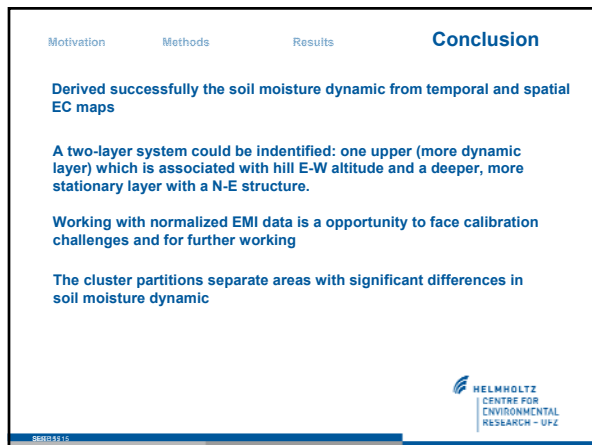 Motivation Methods Results Conclusion
Derived successfully the soil moisture dynamic from temporal and spatial
EC maps
A two-layer system could be indentified: one upper (more dynamic
layer) which is associated with hill E-W altitude and a deeper, more
stationary layer with a N-E structure.
Working with normalized EMI data is a opportunity to face calibration
challenges and for further working
The cluster partitions separate areas with significant differences in
soil moisture dynamic
HELMHOLTZ
CENTRE FOR
ENVIRONMENTAL
RESEARCH – UFZ